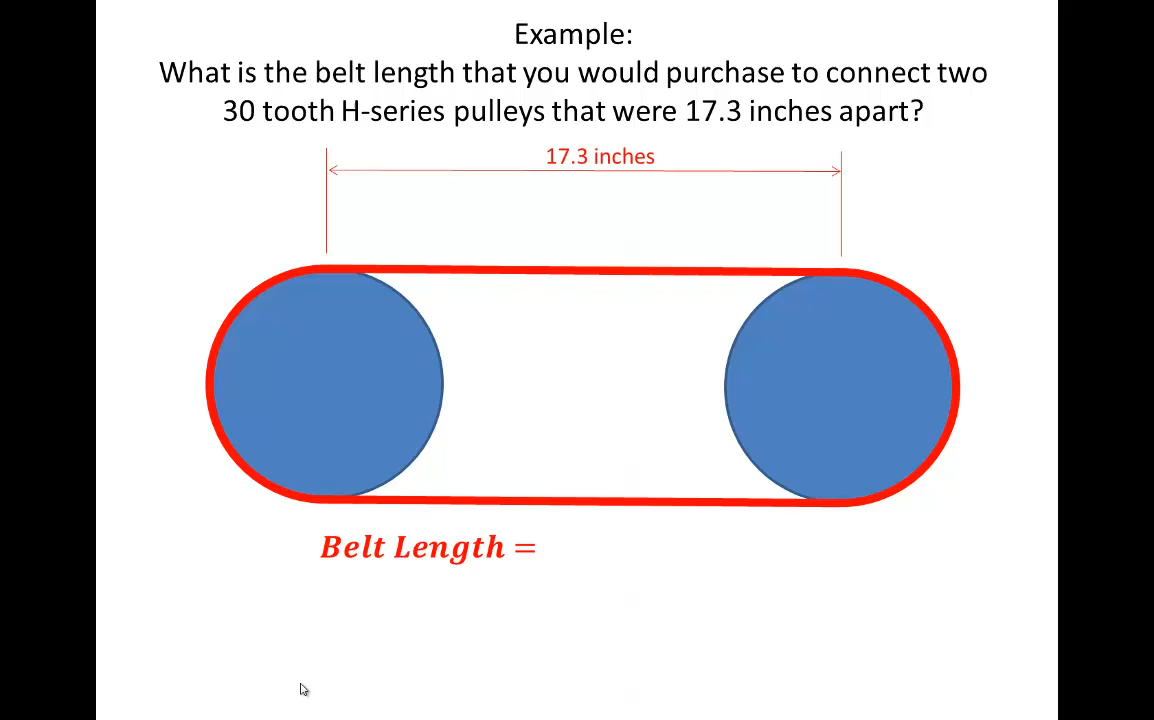 Example:
What is the belt length that you would purchase to connect two
30 tooth H-series pulleys that were 17.3 inches apart?
17.3 inches
Belt Length =